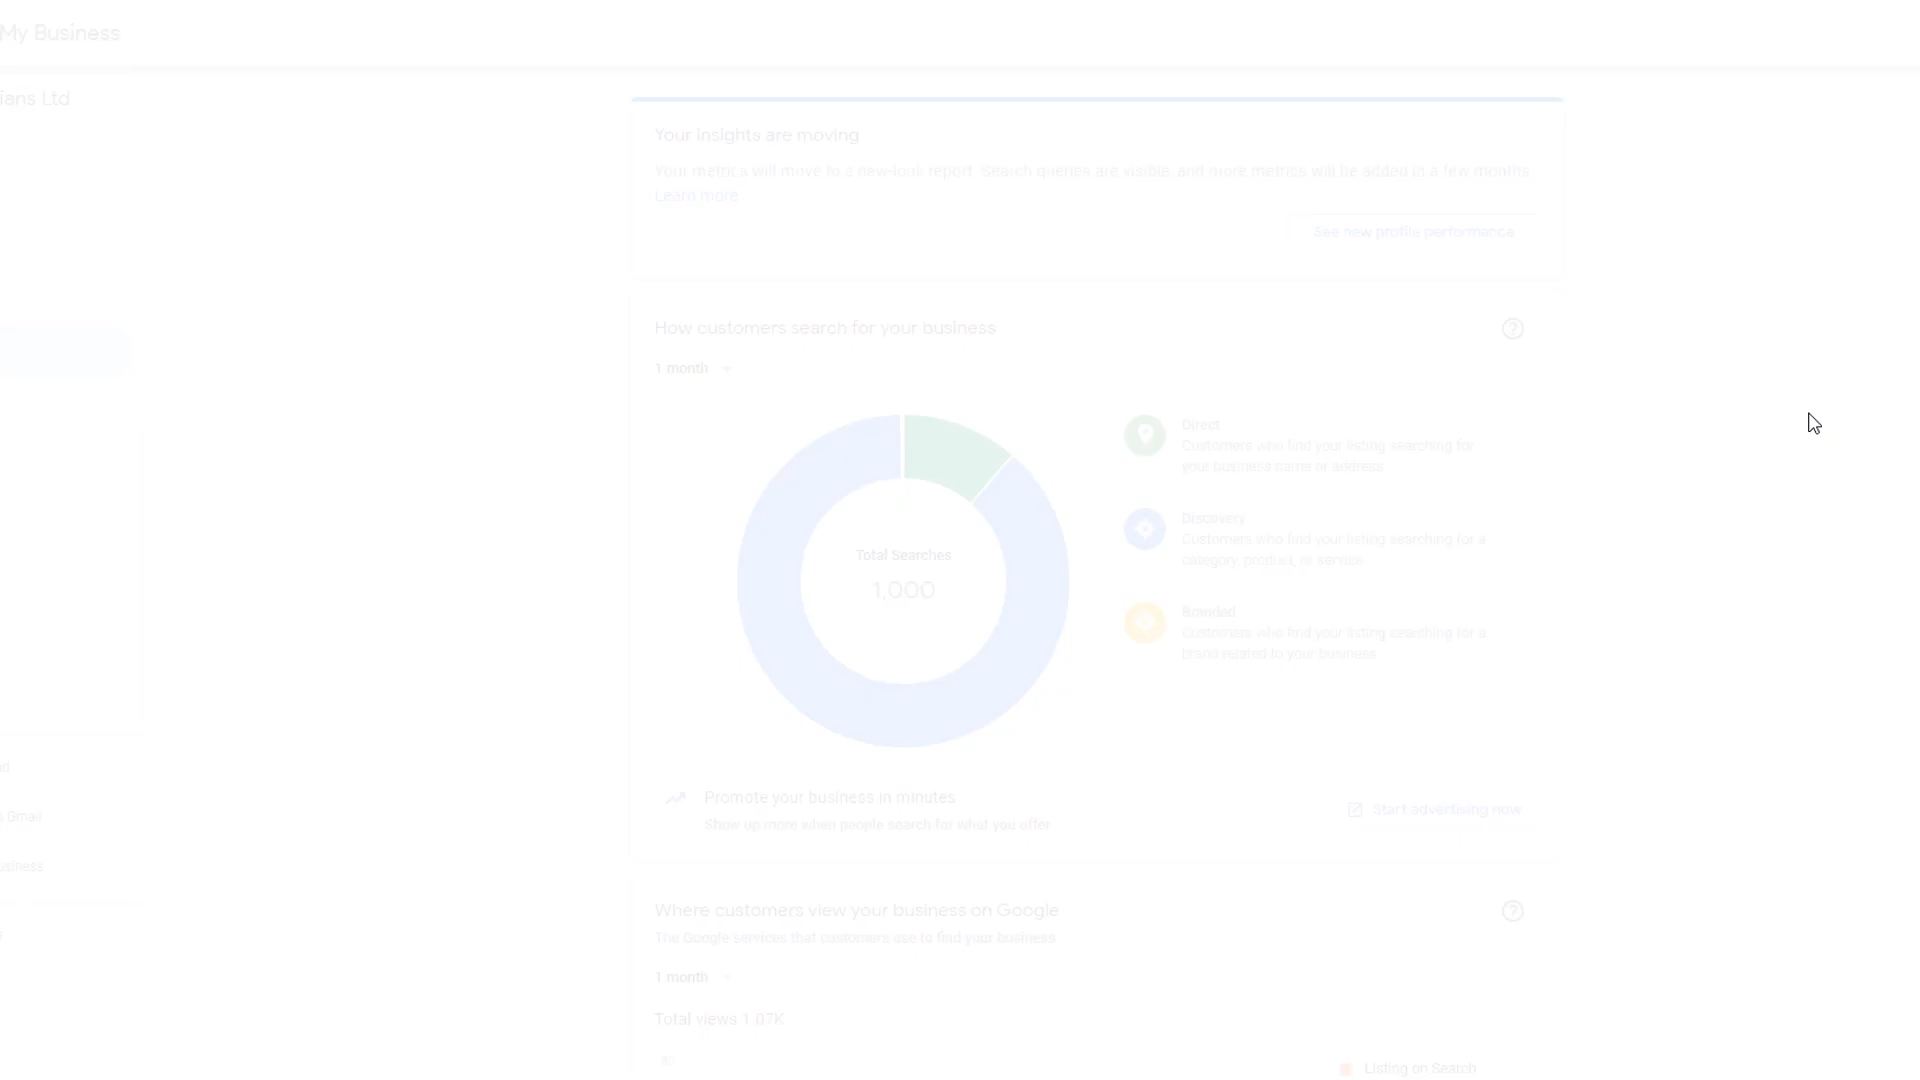 My Business
ians Ltd
Your insights are moving
Your metrics will move to a new-look report. Search queries are visible, and more metrics will be added in a few months.
Learn more
See new profile performance
How customers search for your business
1 month
Direct
Customers who find your listing searching for
your business name or address
Discovery
Customers who find your listing searching for a
category, product, or service
Total Searches
1,000
Branded
Customers who find your listing searching for a
brand related to your business
Promote your business in minutes
Show up more when people search for what you offer
Start advertising now
Gmail
usiness
Where customers view your business on Google
The Google services that customers use to find your business
1 month
Total views 1.07K
Listing on Search